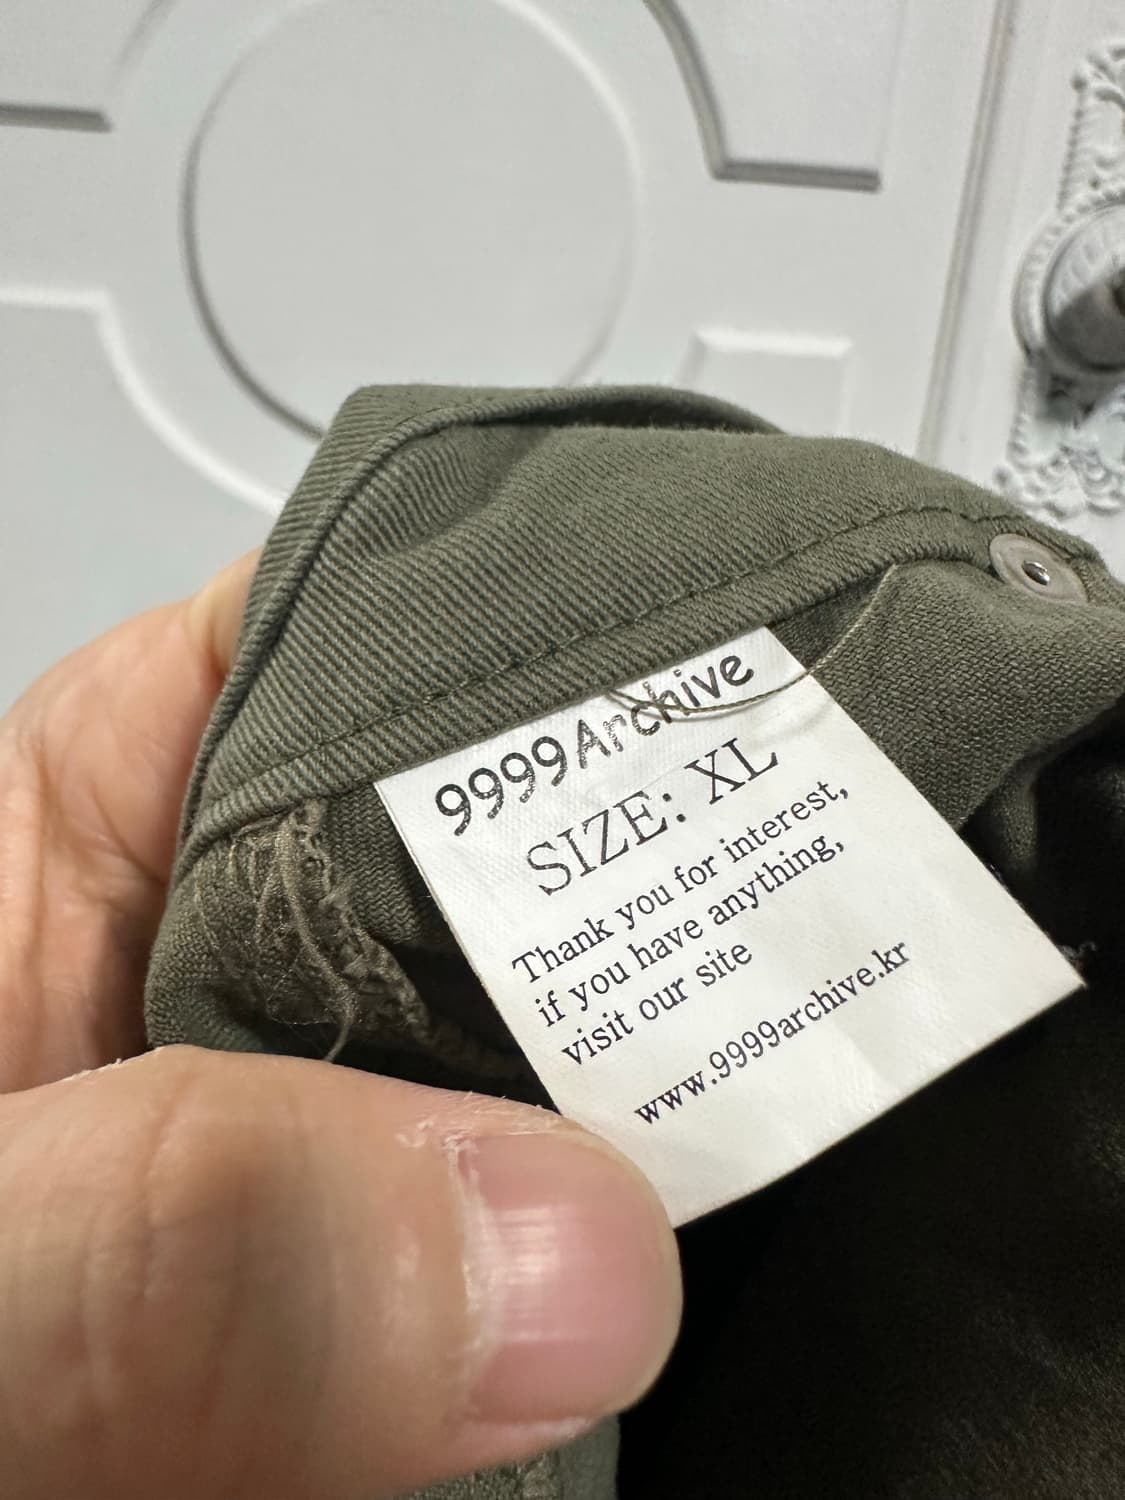 9999Archive
SIZE: XL
Thank you for interest,
if you have anything,
visit our site
www.9999archive.kr